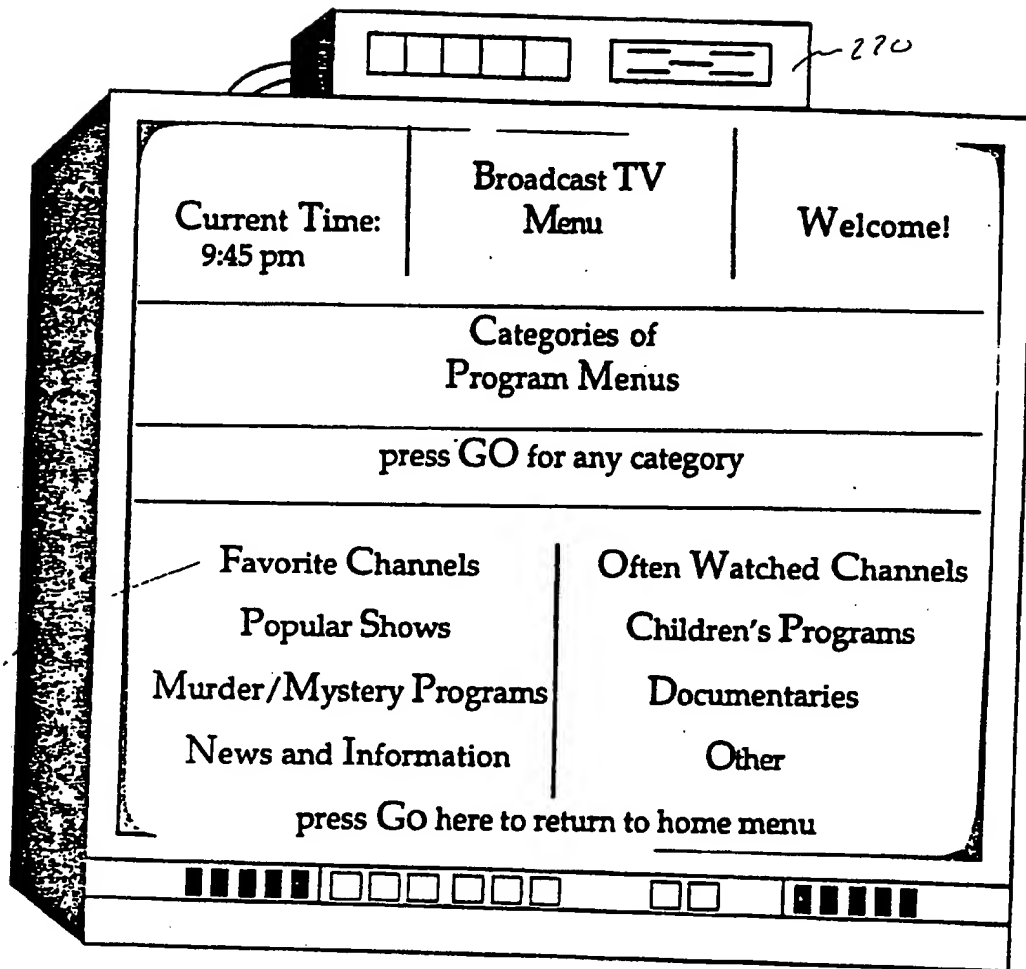 220
Current Time:
9:45 pm
Broadcast TV
Menu
Welcome!
Categories of
Program Menus
press GO for any category
Favorite Channels
Often Watched Channels
Popular Shows
Children's Programs
Murder/Mystery Programs
Documentaries
News and Information
Other
press Go here to return to home menu